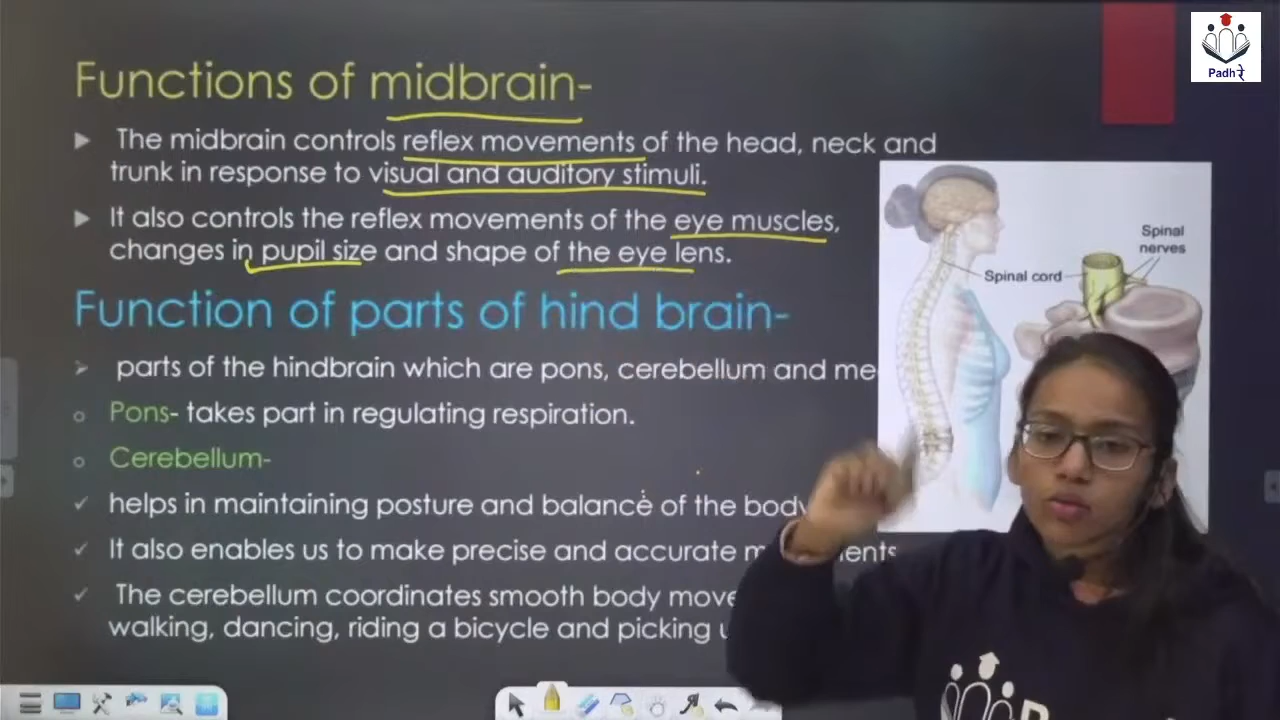 Padhरे
Functions of midbrain-
The midbrain controls reflex movements of the head, neck and
trunk in response to visual and auditory stimuli.
It also controls the reflex movements of the eye muscles,
changes in pupil size and shape of the eye lens.
Spinal
nerves
Spinal cord
Function of parts of hind brain-
parts of the hindbrain which are pons, cerebellum and
Pons- takes part in regulating respiration.
Cerebellum-
helps in maintaining posture and balance of the body
It also enables us to make precise and accurate
The cerebellum coordinates smooth body
walking, dancing, riding a bicycle and picking